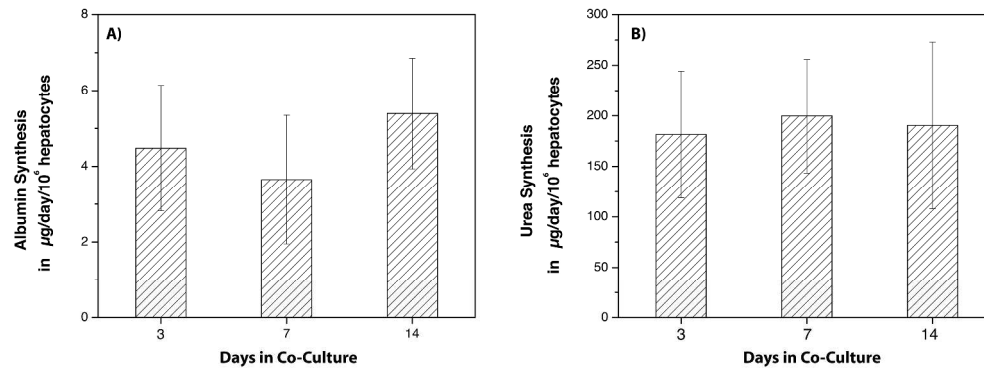 A)
8
6
4
2
0
Albumin Synthesis
in µg/day/10⁶ hepatocytes
3 7 14
Days in Co-Culture
B)
300
250
200
150
100
50
0
Urea Synthesis
in µg/day/10⁶ hepatocytes
3 7 14
Days in Co-Culture